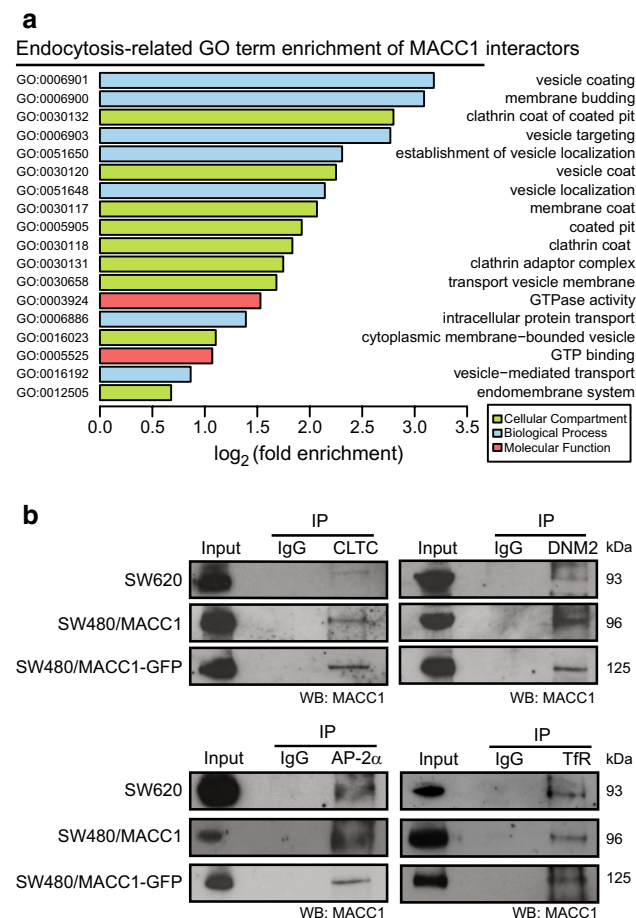 a
Endocytosis-related GO term enrichment of MACC1 interactors
GO:0006901 vesicle coating
GO:0006900 membrane budding
GO:0030132 clathrin coat of coated pit
GO:0006903 vesicle targeting
GO:0051650 establishment of vesicle localization
GO:0030120 vesicle coat
GO:0051648 vesicle localization
GO:0030117 membrane coat
GO:0005905 coated pit
GO:0030118 clathrin coat
GO:0030131 clathrin adaptor complex
GO:0030658 transport vesicle membrane
GO:0003924 GTPase activity
GO:0006886 intracellular protein transport
GO:0016023 cytoplasmic membrane−bounded vesicle
GO:0005525 GTP binding
GO:0016192 vesicle−mediated transport
GO:0012505 endomembrane system
0.0 0.5 1.0 1.5 2.0 2.5 3.0 3.5
log2 (fold enrichment)
Cellular Compartment
Biological Process
Molecular Function
b
IP IP
Input IgG CLTC Input IgG DNM2 kDa
SW620 93
SW480/MACC1 96
SW480/MACC1-GFP 125
WB: MACC1 WB: MACC1
IP IP
Input IgG AP-2α Input IgG TfR kDa
SW620 93
SW480/MACC1 96
SW480/MACC1-GFP 125
WB: MACC1 WB: MACC1